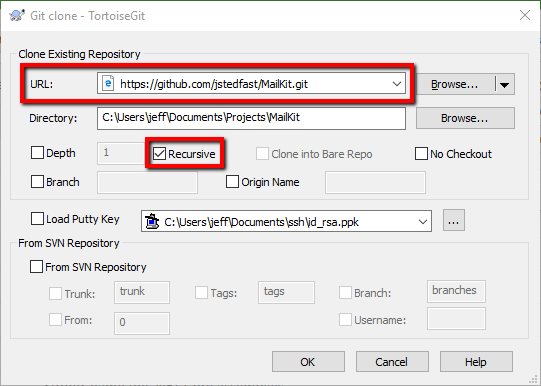 Git clone - TortoiseGit
Clone Existing Repository
URL: https://github.com/jstedfast/MailKit.git Browse...
Directory: C:\Users\jeff\Documents\Projects\MailKit Browse...
Depth 1 Recursive Clone into Bare Repo No Checkout
Branch Origin Name
Load Putty Key C:\Users\jeff\Documents\ssh\id_rsa.ppk ...
From SVN Repository
From SVN Repository
Trunk: trunk Tags: tags Branch: branches
From: 0 Username:
OK Cancel Help